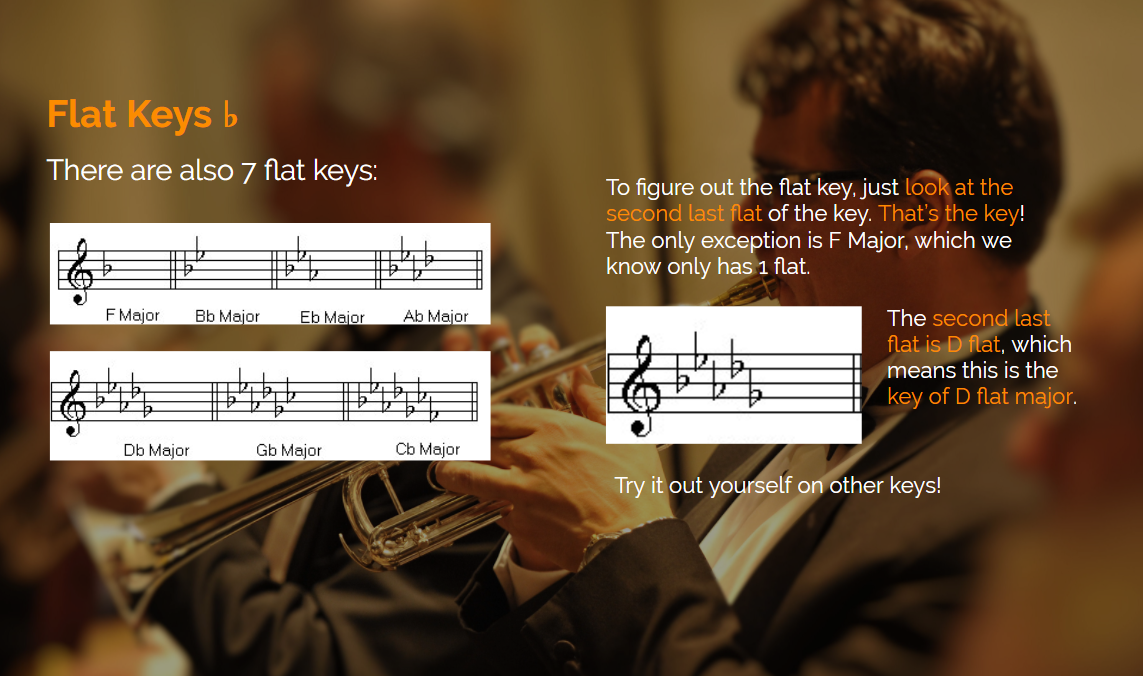 Flat Keys ♭
There are also 7 flat keys:
F Major Bb Major Eb Major Ab Major
Db Major Gb Major Cb Major
To figure out the flat key, just look at the
second last flat of the key. That's the key!
The only exception is F Major, which we
know only has 1 flat.
The second last
flat is D flat, which
means this is the
key of D flat major.
Try it out yourself on other keys!